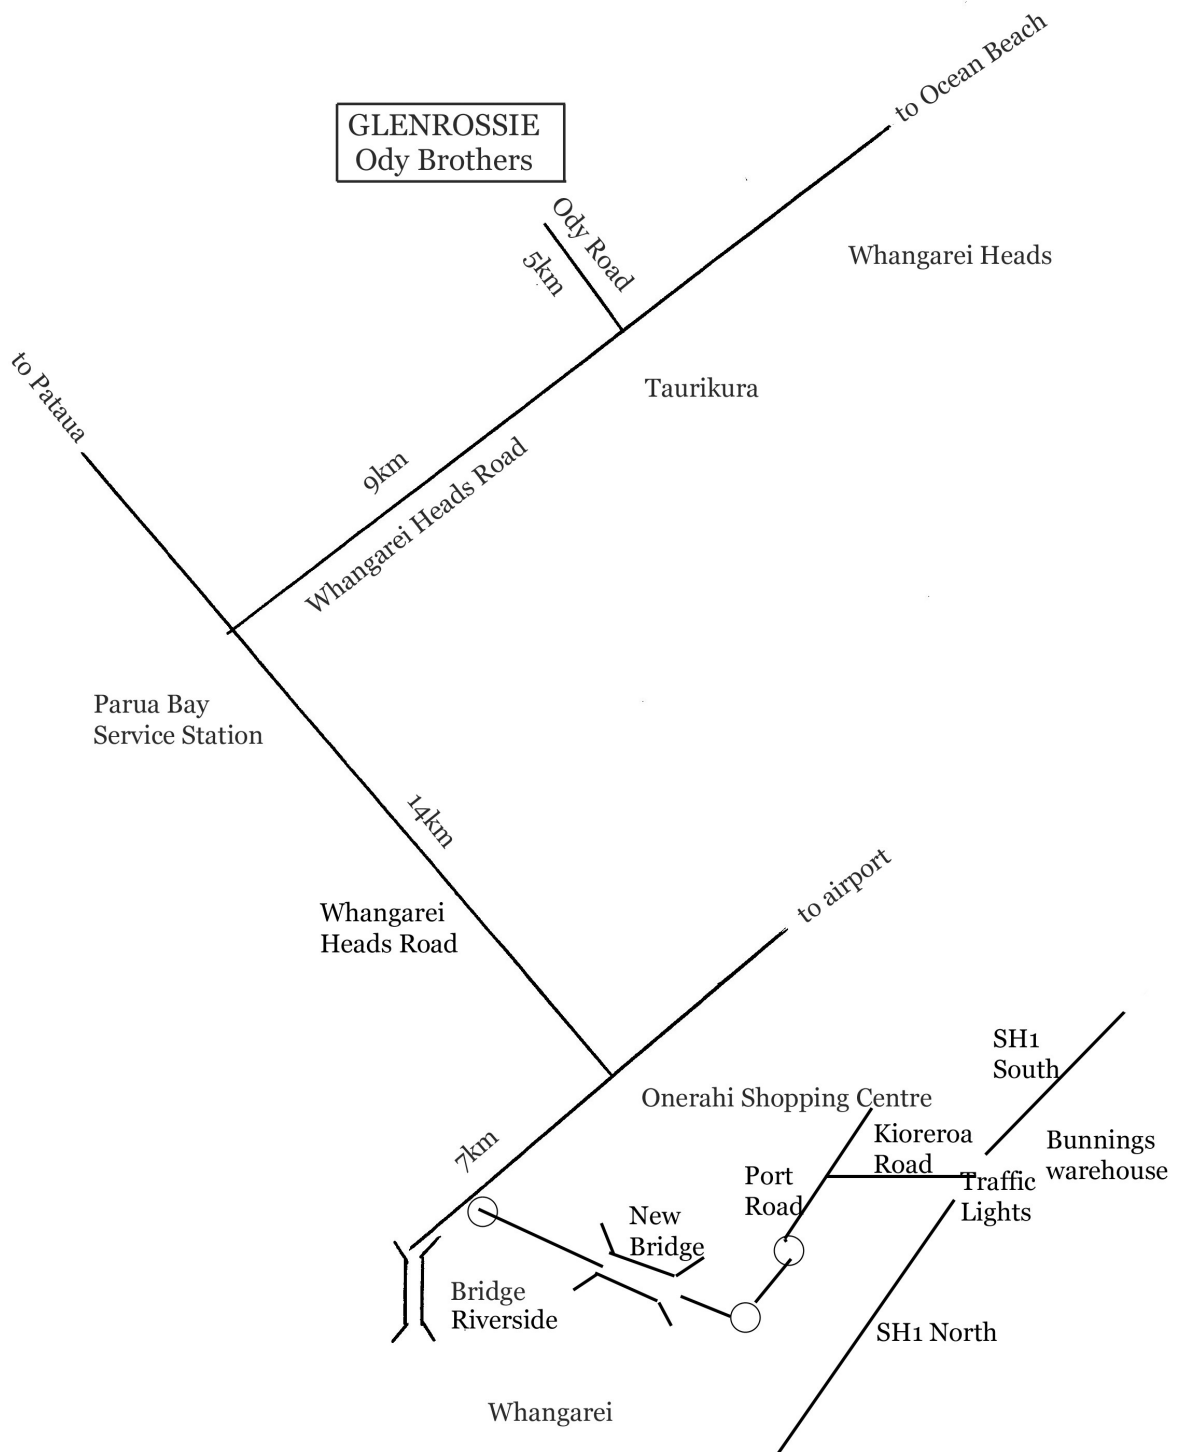 to Ocean Beach
GLENROSSIE
Ody Brothers
Ody Road
5km
Whangarei Heads
to Pataua
Taurikura
9km
Whangarei Heads Road
Parua Bay
Service Station
14km
to airport
Whangarei
Heads Road
SH1
South
Onerahi Shopping Centre
Kioreroa
Road
Bunnings
warehouse
7km
Port
Road
Traffic
Lights
New
Bridge
Bridge
Riverside
SH1 North
Whangarei